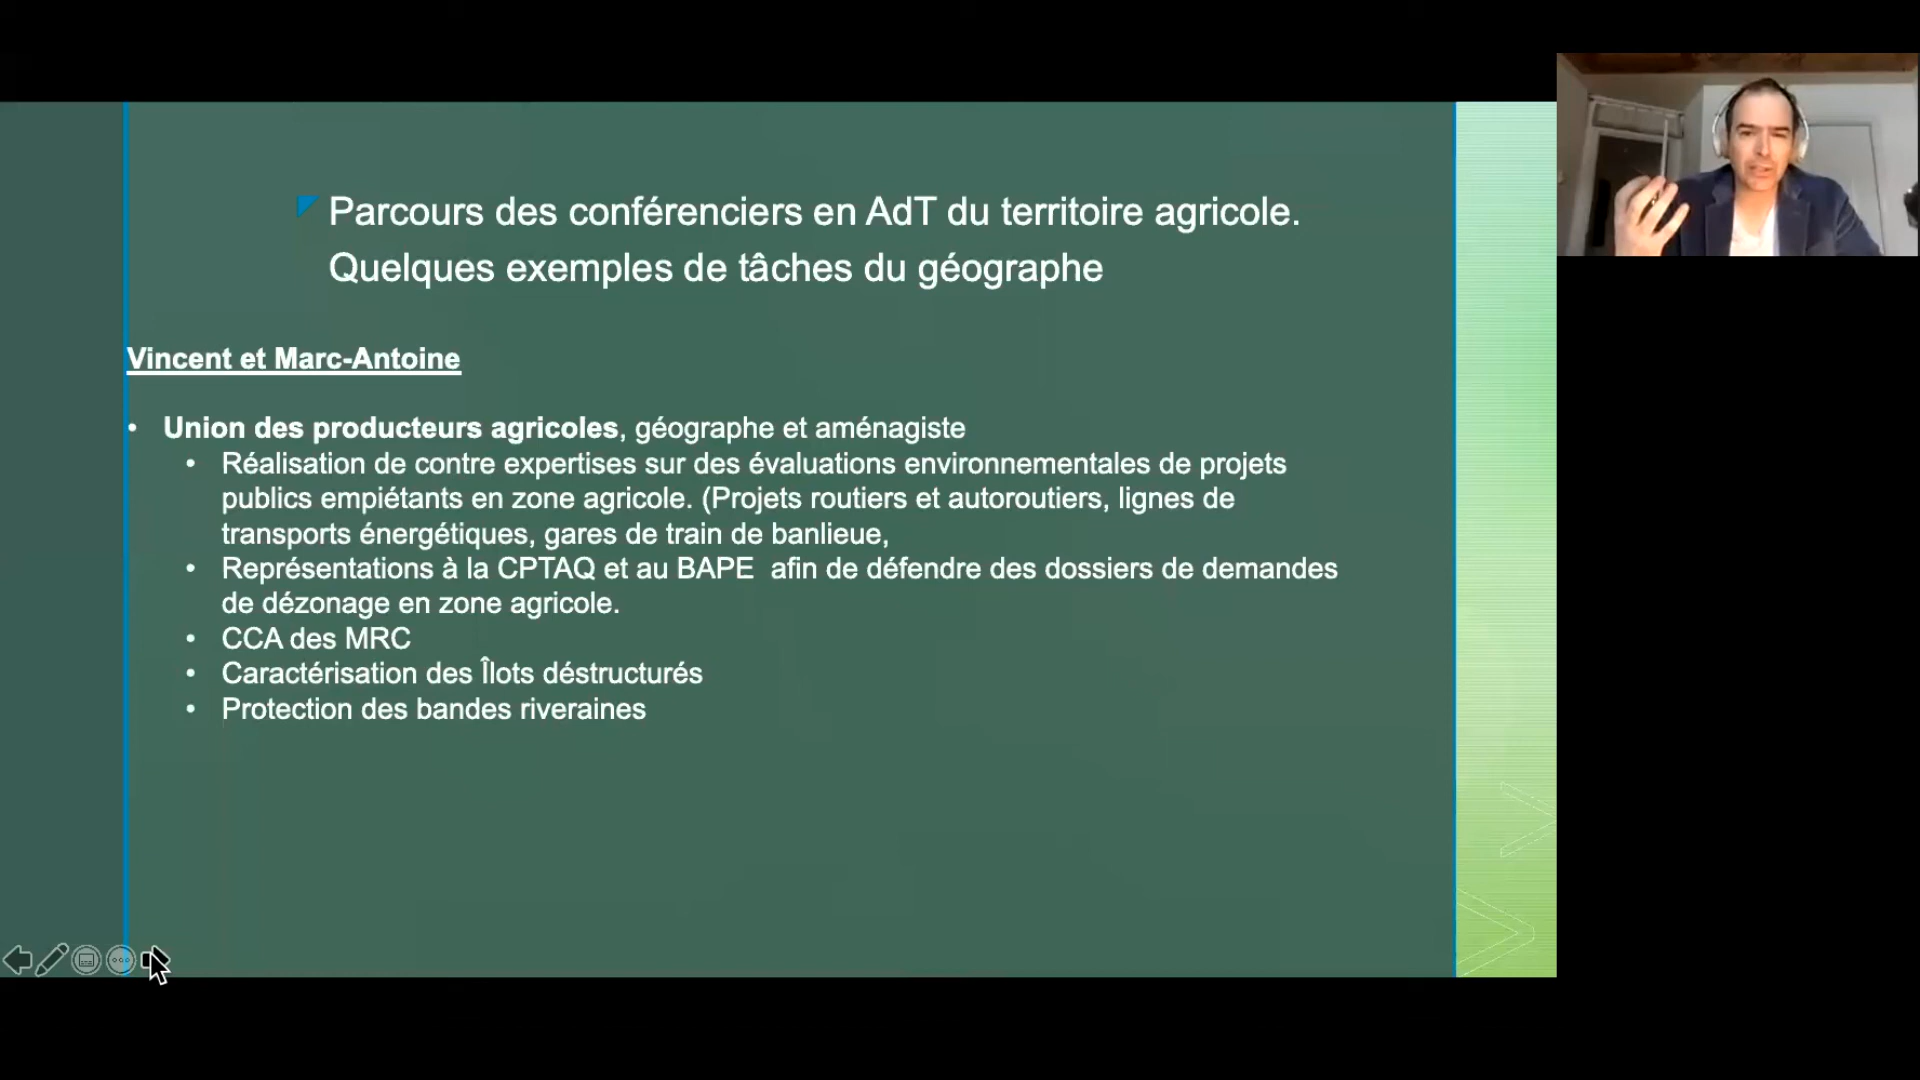 Parcours des conférenciers en AdT du territoire agricole.
Quelques exemples de tâches du géographe
Vincent et Marc-Antoine
• Union des producteurs agricoles, géographe et aménagiste
• Réalisation de contre expertises sur des évaluations environnementales de projets
publics empiétants en zone agricole. (Projets routiers et autoroutiers, lignes de
transports énergétiques, gares de train de banlieue,
• Représentations à la CPTAQ et au BAPE  afin de défendre des dossiers de demandes
de dézonage en zone agricole.
• CCA des MRC
• Caractérisation des Îlots déstructurés
• Protection des bandes riveraines